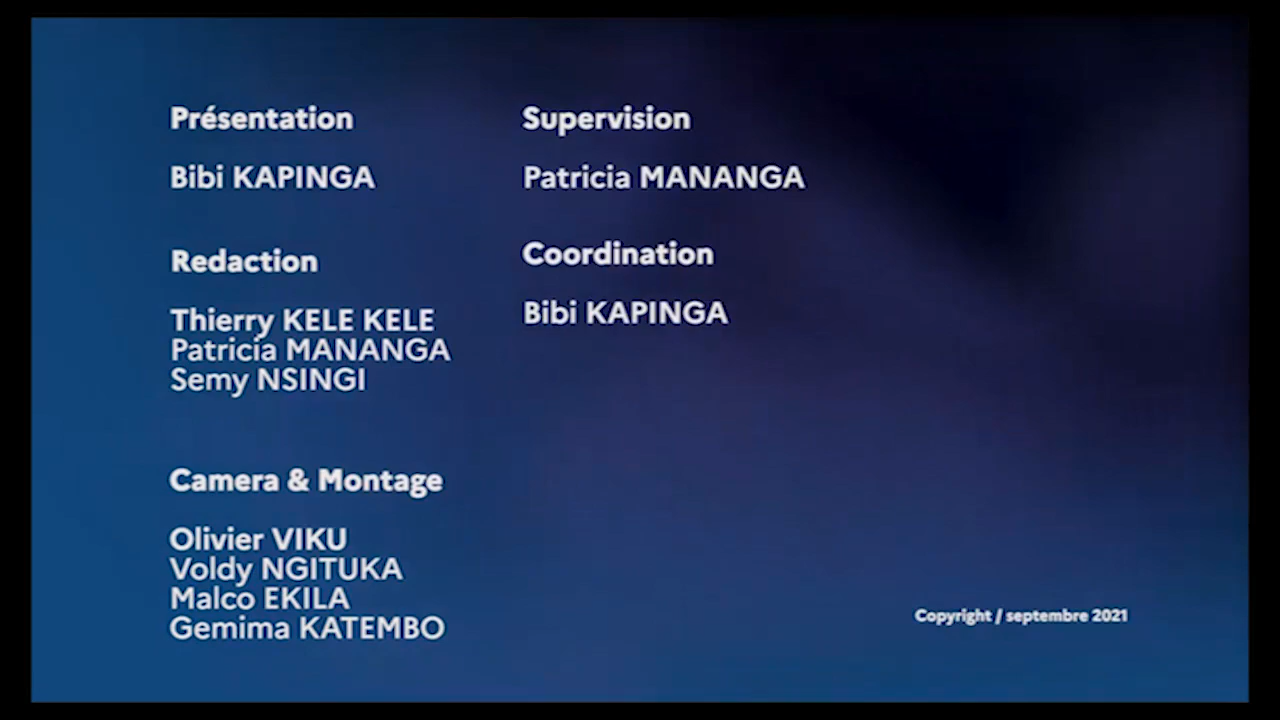 Présentation
Bibi KAPINGA
Redaction
Thierry KELE KELE
Patricia MANANGA
Semy NSINGI
Camera & Montage
Olivier VIKU
Voldy NGITUKA
Malco EKILA
Gemima KATEMBO
Supervision
Patricia MANANGA
Coordination
Bibi KAPINGA
Copyright / septembre 2021